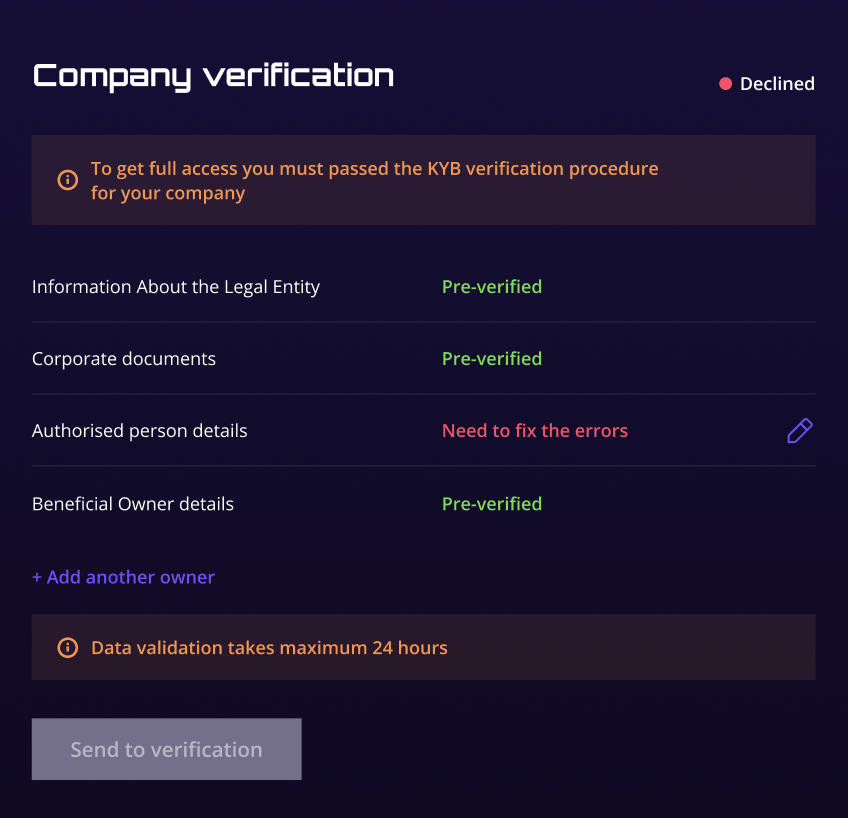 Company verification
Declined
To get full access you must passed the KYB verification procedure
for your company
Information About the Legal Entity
Pre-verified
Corporate documents
Pre-verified
Authorised person details
Need to fix the errors
Beneficial Owner details
Pre-verified
+ Add another owner
Data validation takes maximum 24 hours
Send to verification